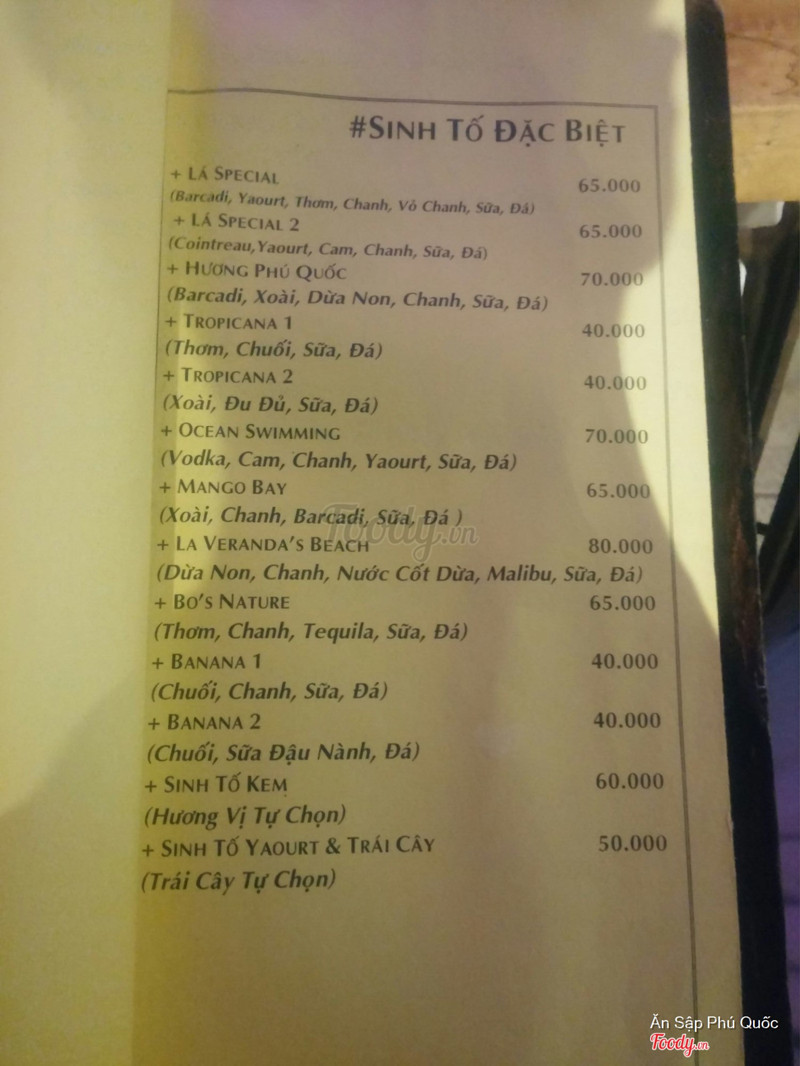 #SINH TỐ ĐẶC BIỆT
+ LÁ SPECIAL 65.000
(Barcadi, Yaourt, Thơm, Chanh, Vỏ Chanh, Sữa, Đá)
+ LÁ SPECIAL 2 65.000
(Cointreau, Yaourt, Cam, Chanh, Sữa, Đá)
+ HƯƠNG PHÚ QUỐC 70.000
(Barcadi, Xoài, Dừa Non, Chanh, Sữa, Đá)
+ TROPICANA 1 40.000
(Thơm, Chuối, Sữa, Đá)
+ TROPICANA 2 40.000
(Xoài, Đu Đủ, Sữa, Đá)
+ OCEAN SWIMMING 70.000
(Vodka, Cam, Chanh, Yaourt, Sữa, Đá)
+ MANGO BAY 65.000
(Xoài, Chanh, Barcadi, Sữa, Đá )
Foody.vn
+ LA VERANDA'S BEACH 80.000
(Dừa Non, Chanh, Nước Cốt Dừa, Malibu, Sữa, Đá)
+ BO'S NATURE 65.000
(Thơm, Chanh, Tequila, Sữa, Đá)
+ BANANA 1 40.000
(Chuối, Chanh, Sữa, Đá)
+ BANANA 2 40.000
(Chuối, Sữa Đậu Nành, Đá)
+ SINH TỐ KEM 60.000
(Hương Vị Tự Chọn)
+ SINH TỐ YAOURT & TRÁI CÂY 50.000
(Trái Cây Tự Chọn)
Ăn Sập Phú Quốc
Foody.vn